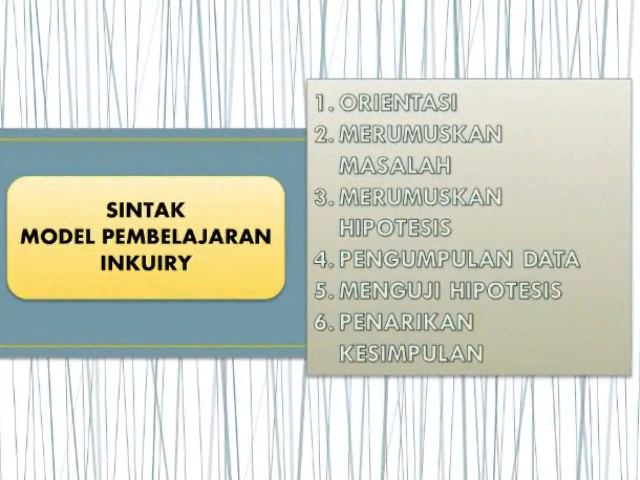 SINTAK
MODEL PEMBELAJARAN
INKUIRY
1. ORIENTASI
2. MERUMUSKAN
MASALAH
3. MERUMUSKAN
HIPOTESIS
4. PENGUMPULAN DATA
5. MENGUJI HIPOTESIS
6. PENARIKAN
KESIMPULAN